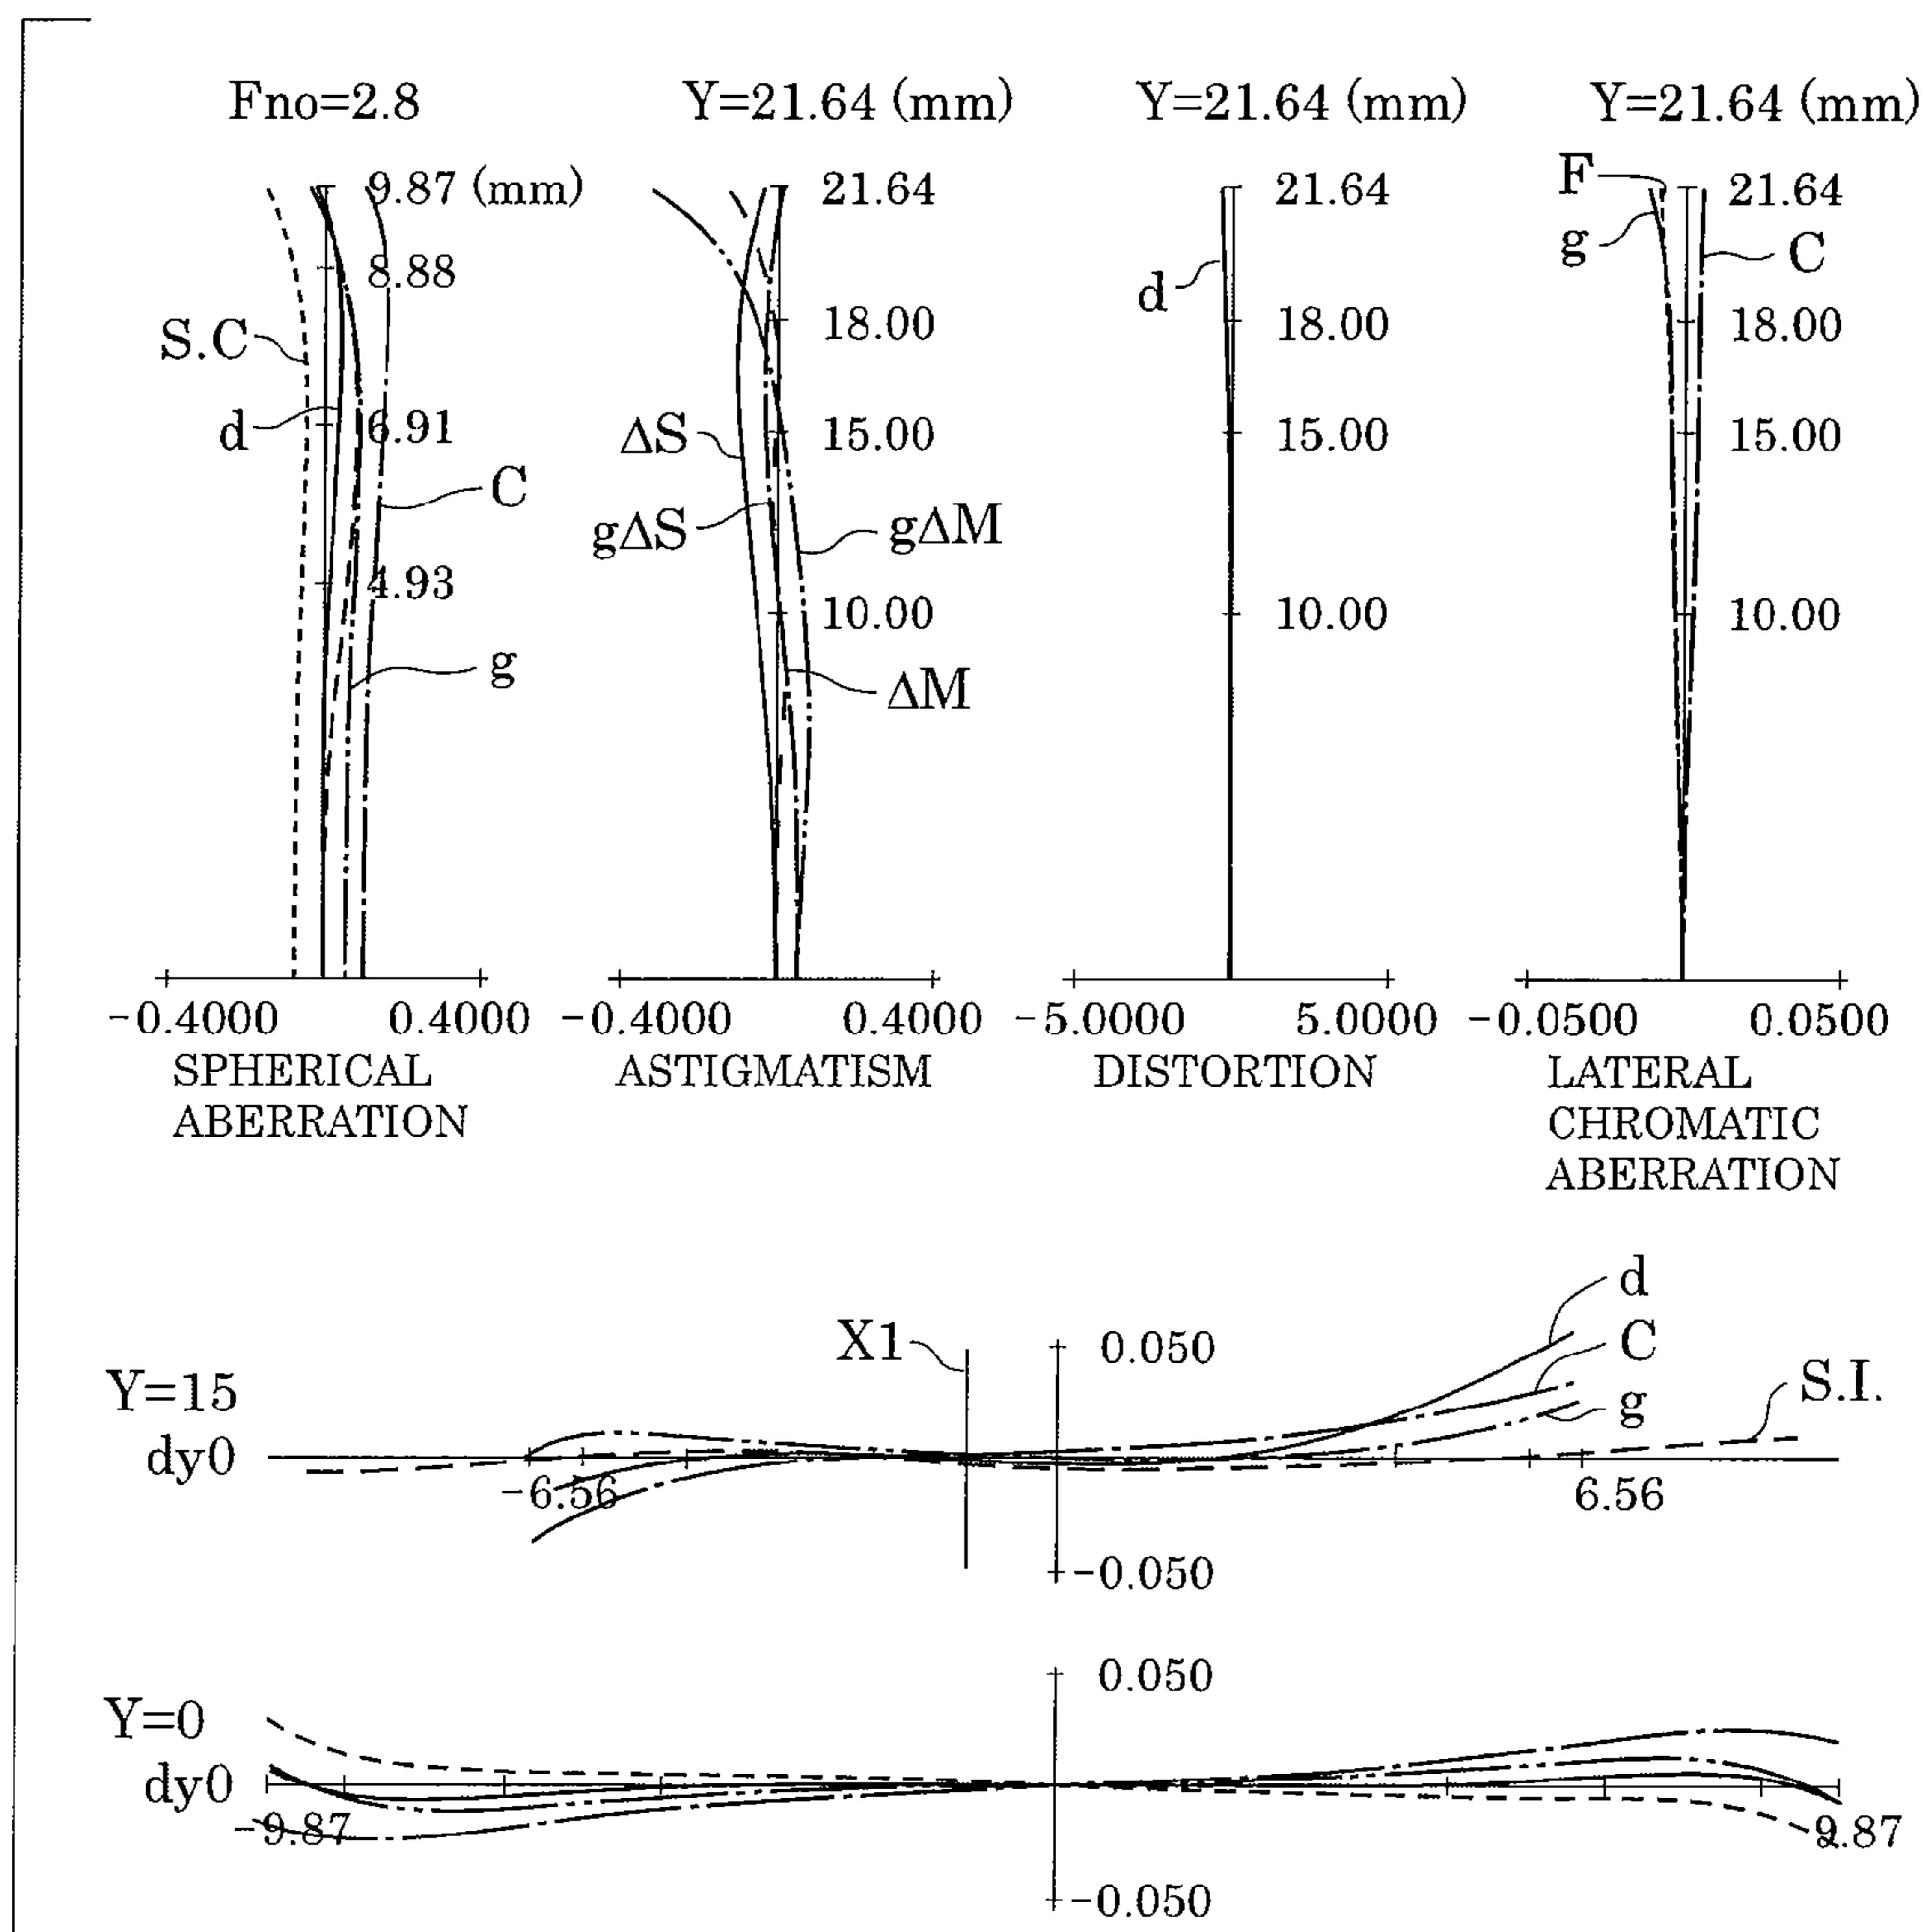 Fno=2.8
Y=21.64 (mm)
Y=21.64 (mm)
Y=21.64 (mm)
9.87 (mm)
8.88
6.91
4.93
S.C
d
C
g
-0.4000
0.4000
SPHERICAL
ABERRATION
21.64
18.00
15.00
10.00
ΔS
gΔS
gΔM
ΔM
-0.4000
0.4000
ASTIGMATISM
21.64
18.00
15.00
10.00
d
-5.0000
5.0000
DISTORTION
F
g
C
21.64
18.00
15.00
10.00
-0.0500
0.0500
LATERAL
CHROMATIC
ABERRATION
Y=15
dy0
X1
0.050
-0.050
-6.56
6.56
d
C
g
S.I.
Y=0
dy0
0.050
-0.050
-9.87
9.87